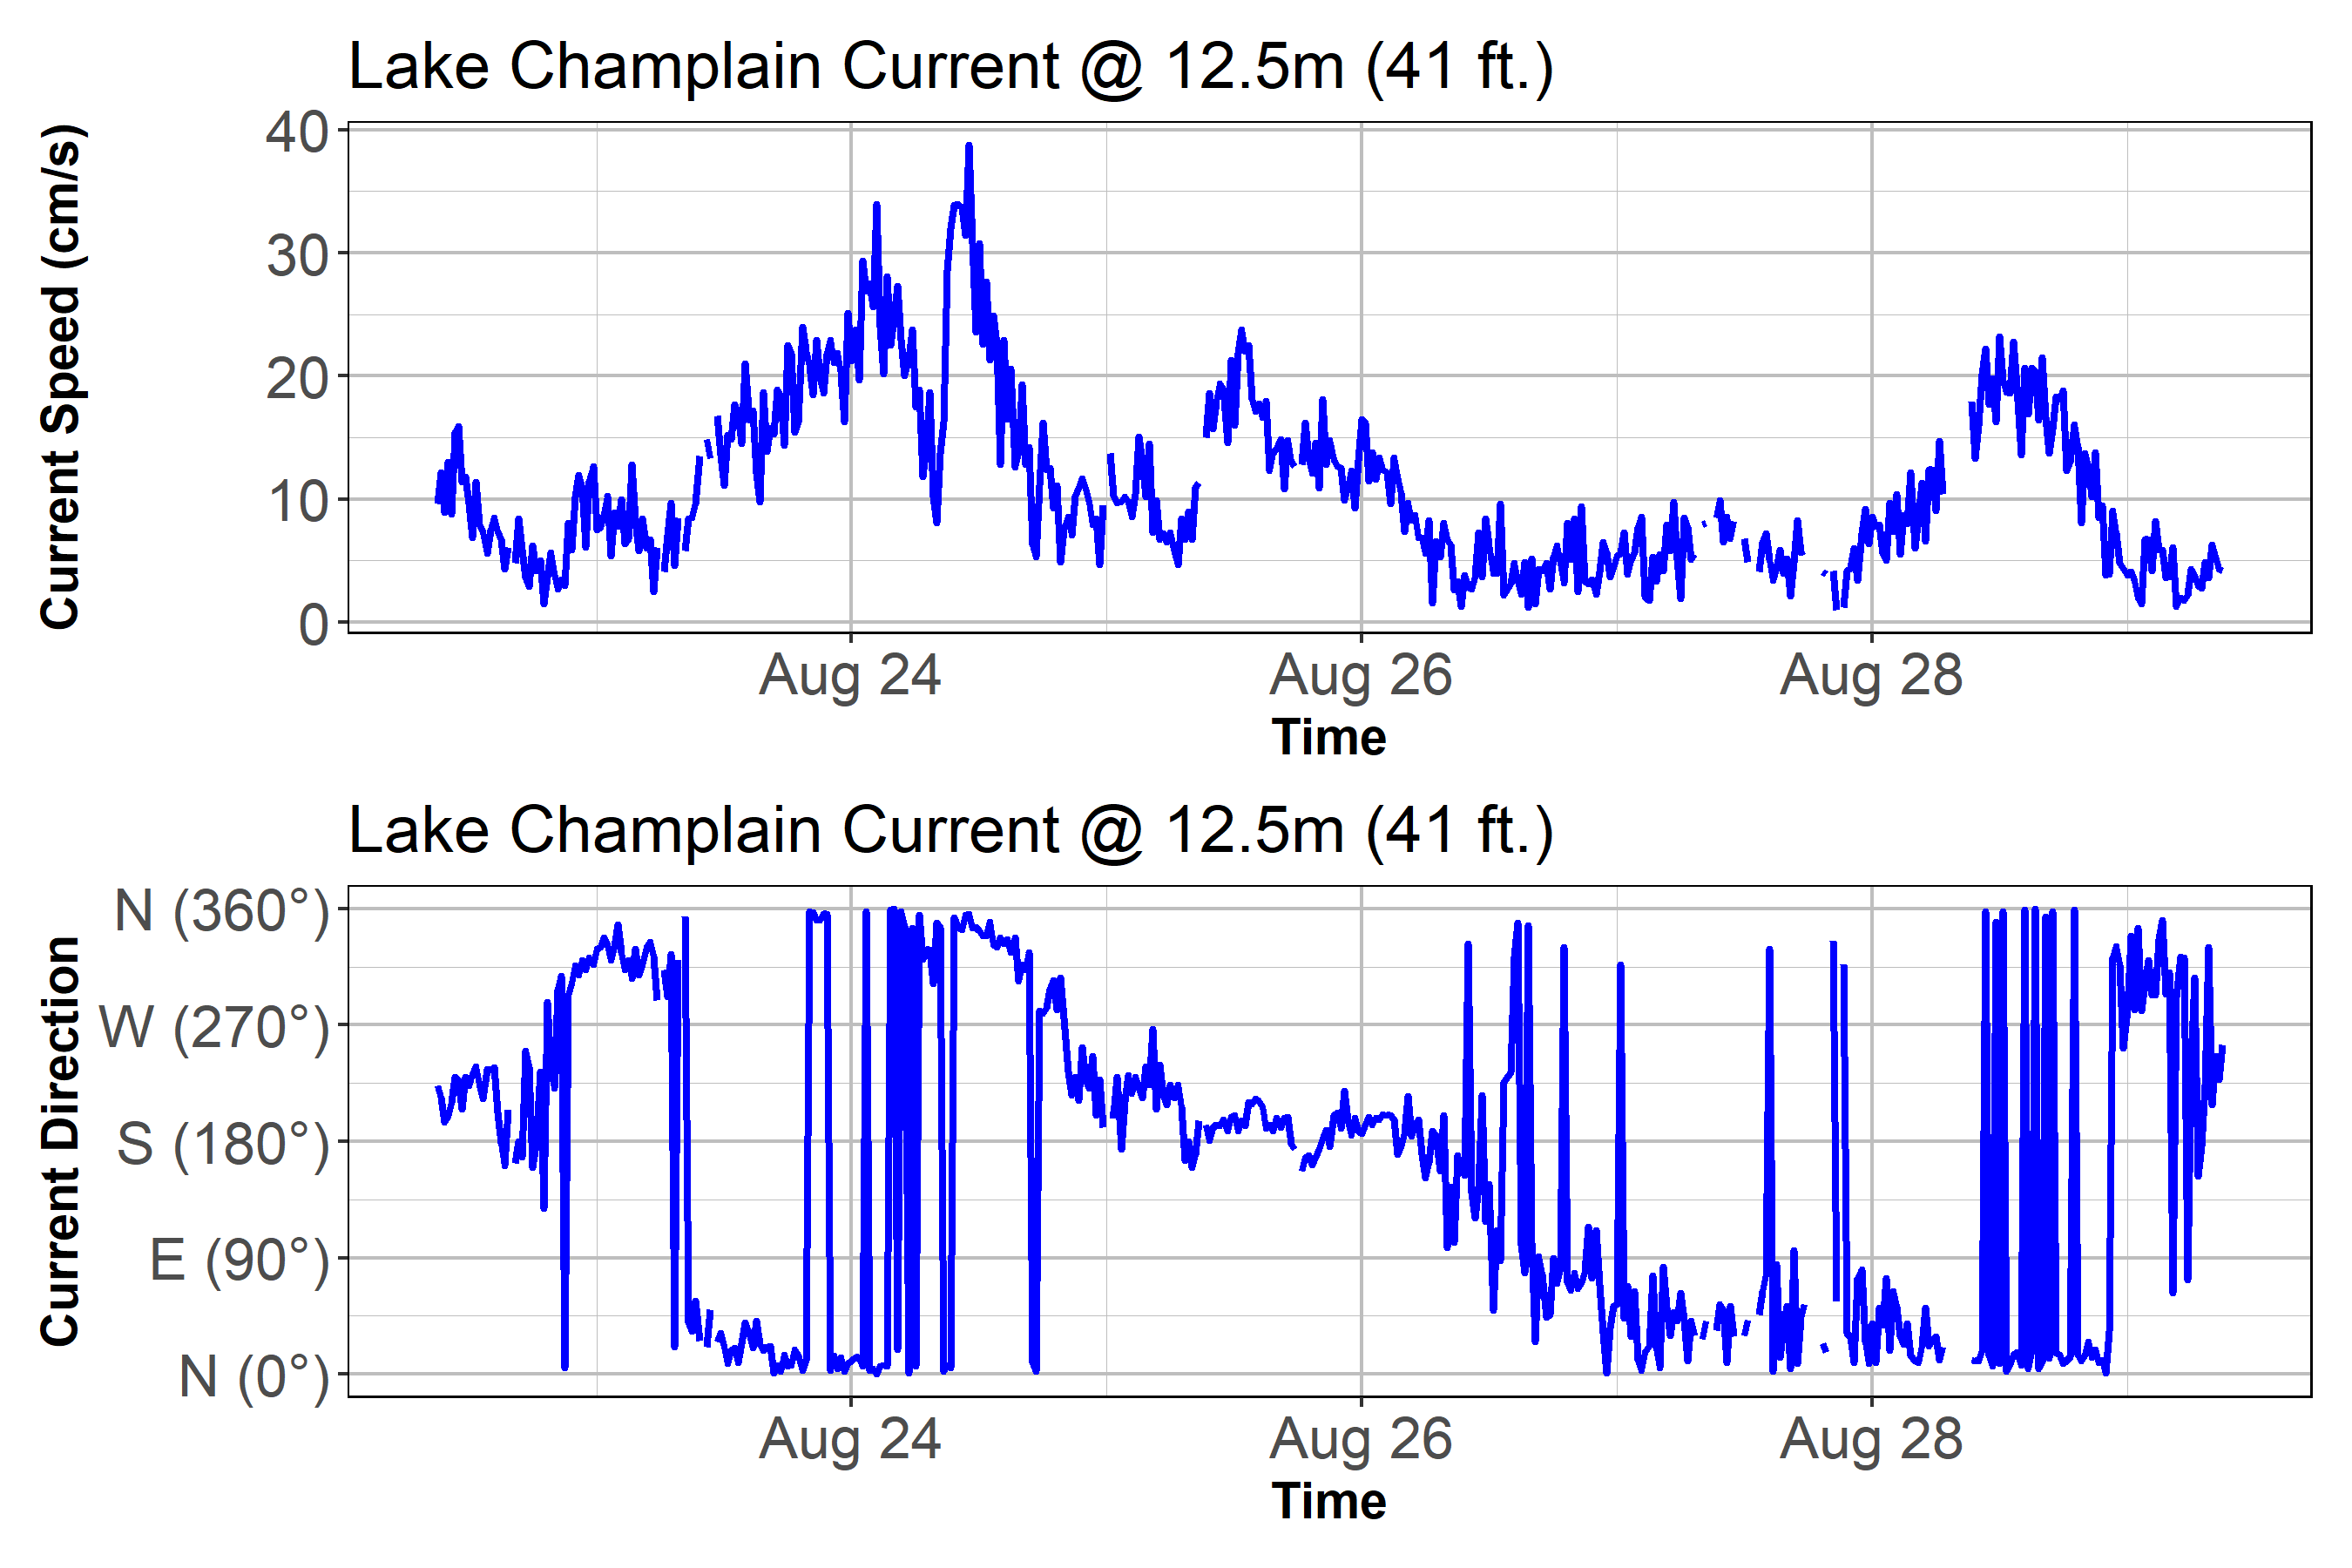 Lake Champlain Current @ 12.5m (41 ft.)
Current Speed (cm/s)
40
30
20
10
0
Aug 24 Aug 26 Aug 28
Time
Lake Champlain Current @ 12.5m (41 ft.)
Current Direction
N (360°)
W (270°)
S (180°)
E (90°)
N (0°)
Aug 24 Aug 26 Aug 28
Time